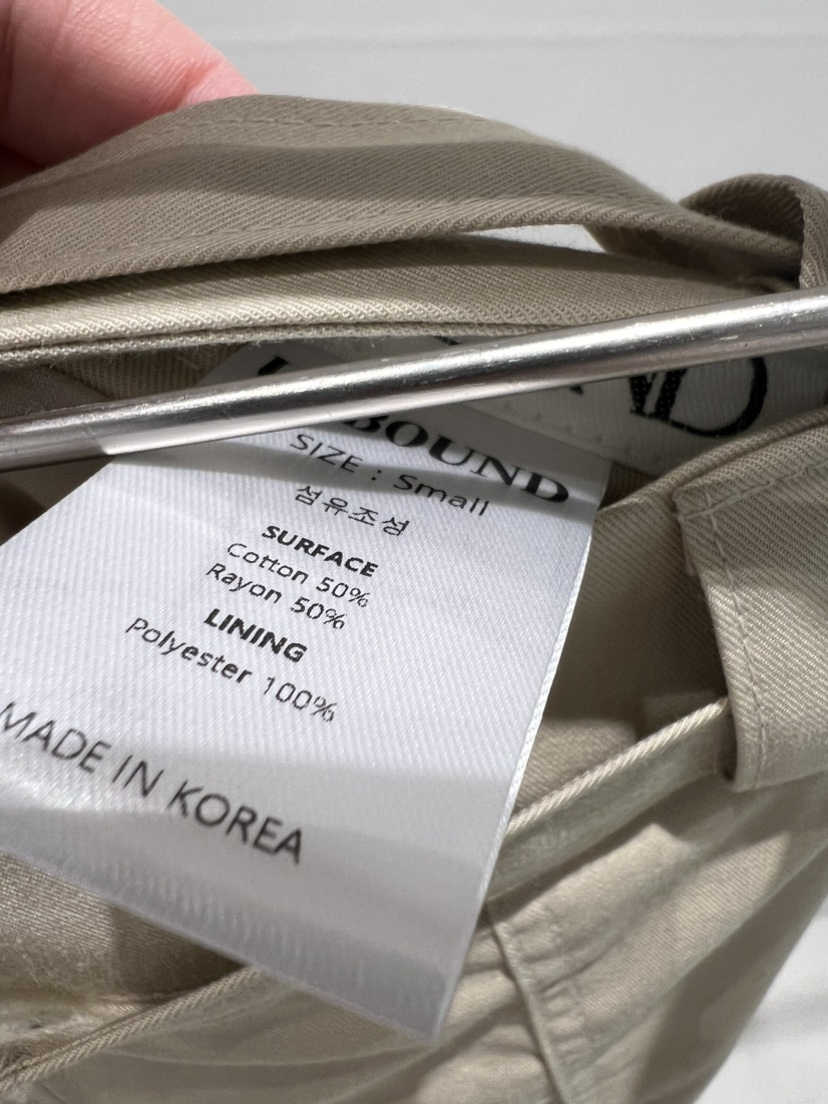 BOUND
SIZE : Small
섬유조성
SURFACE
Cotton 50%
Rayon 50%
LINING
Polyester 100%
MADE IN KOREA